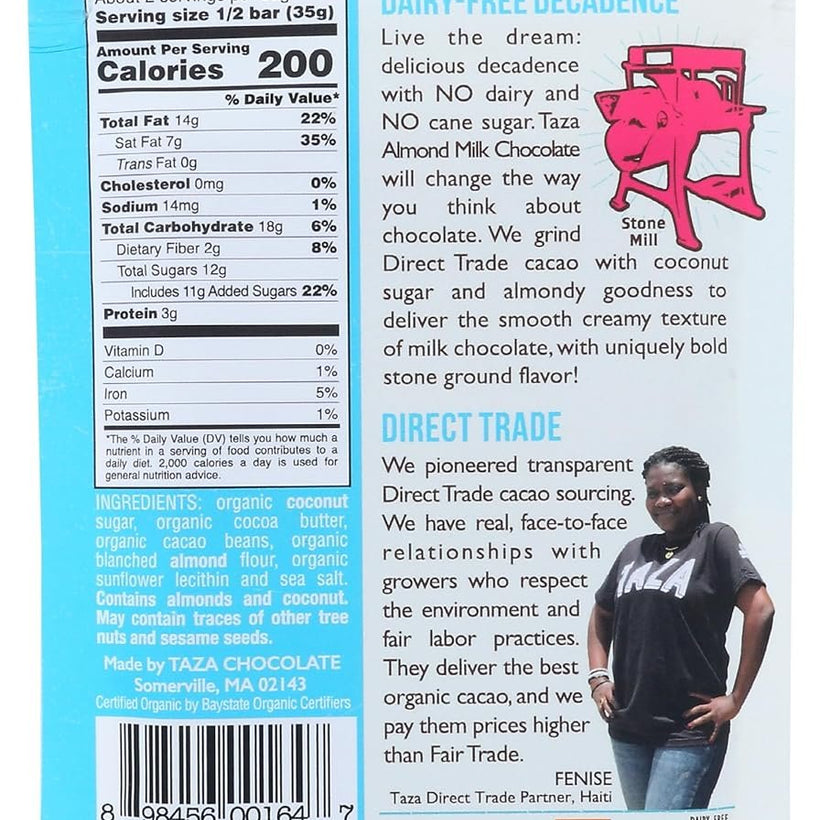 Serving size 1/2 bar (35g)
Amount Per Serving
Calories 200
% Daily Value*
Total Fat 14g 22%
Sat Fat 7g 35%
Trans Fat 0g
Cholesterol 0mg 0%
Sodium 14mg 1%
Total Carbohydrate 18g 6%
Dietary Fiber 2g 8%
Total Sugars 12g
Includes 11g Added Sugars 22%
Protein 3g
Vitamin D 0%
Calcium 1%
Iron 5%
Potassium 1%
*The % Daily Value (DV) tells you how much a
nutrient in a serving of food contributes to a
daily diet. 2,000 calories a day is used for
general nutrition advice.
INGREDIENTS: organic coconut
sugar, organic cocoa butter,
organic cacao beans, organic
blanched almond flour, organic
sunflower lecithin and sea salt.
Contains almonds and coconut.
May contain traces of other tree
nuts and sesame seeds.
Made by TAZA CHOCOLATE
Somerville, MA 02143
Certified Organic by Baystate Organic Certifiers
8 98456 00164 7
DAIRY-FREE DECADENCE
Live the dream:
delicious decadence
with NO dairy and
NO cane sugar. Taza
Almond Milk Chocolate
will change the way
you think about
chocolate. We grind
Direct Trade cacao with coconut
sugar and almondy goodness to
deliver the smooth creamy texture
of milk chocolate, with uniquely bold
stone ground flavor!
Stone
Mill
DIRECT TRADE
We pioneered transparent
Direct Trade cacao sourcing.
We have real, face-to-face
relationships with
growers who respect
the environment and
fair labor practices.
They deliver the best
organic cacao, and we
pay them prices higher
than Fair Trade.
TAZA
FENISE
Taza Direct Trade Partner, Haiti
DAIRY FREE